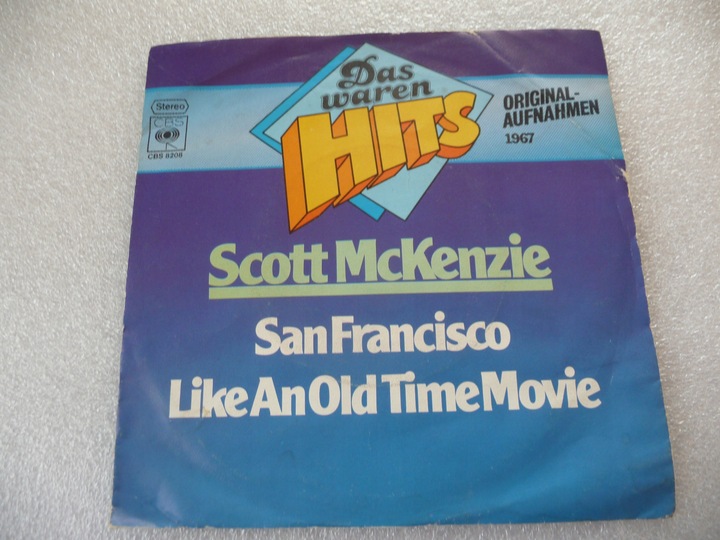 Das
waren
HITS
Stereo
CBS
CBS 8208
ORIGINAL-
AUFNAHMEN
1967
Scott McKenzie
San Francisco
Like An Old Time Movie